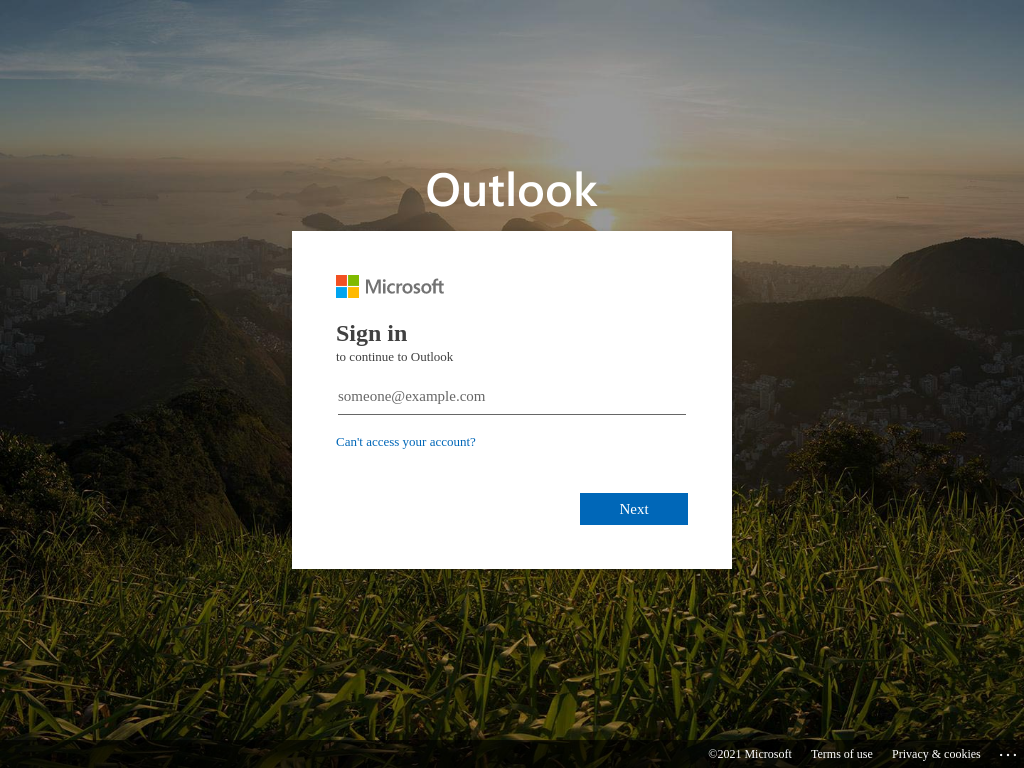 Outlook
Microsoft
Sign in
to continue to Outlook
someone@example.com
Can't access your account?
Next
©2021 Microsoft Terms of use Privacy & cookies ...